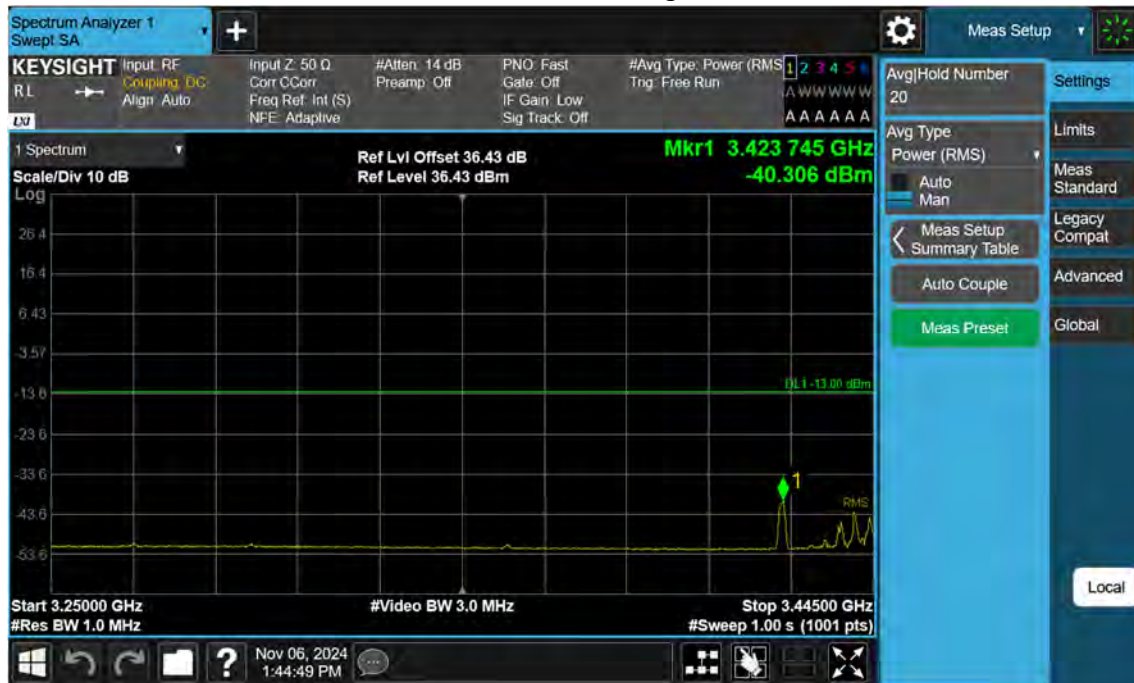 Spectrum Analyzer 1
Swept SA
+
Meas Setup
KEYSIGHT
RL
LXI
Input: RF
Coupling: DC
Align: Auto
Input Z: 50 Ω
Corr CCorr
Freq Ref: Int (S)
NFE: Adaptive
#Atten: 14 dB
Preamp: Off
PNO: Fast
Gate: Off
IF Gain: Low
Sig Track: Off
#Avg Type: Power (RMS
Trig: Free Run
1 2 3 4 5 6
A W W W W W
A A A A A A
1 Spectrum
Scale/Div 10 dB
Log
Ref Lvl Offset 36.43 dB
Ref Level 36.43 dBm
Mkr1 3.423 745 GHz
-40.306 dBm
26.4
16.4
6.43
-3.57
-13.6
-23.6
-33.6
-43.6
-53.6
DL1 -13.00 dBm
1
RMS
Start 3.25000 GHz
#Res BW 1.0 MHz
#Video BW 3.0 MHz
Stop 3.44500 GHz
#Sweep 1.00 s (1001 pts)
Avg|Hold Number
20
Avg Type
Power (RMS)
Auto
Man
Meas Setup
Summary Table
Auto Couple
Meas Preset
Settings
Limits
Meas
Standard
Legacy
Compat
Advanced
Global
Local
?
Nov 06, 2024
1:44:49 PM